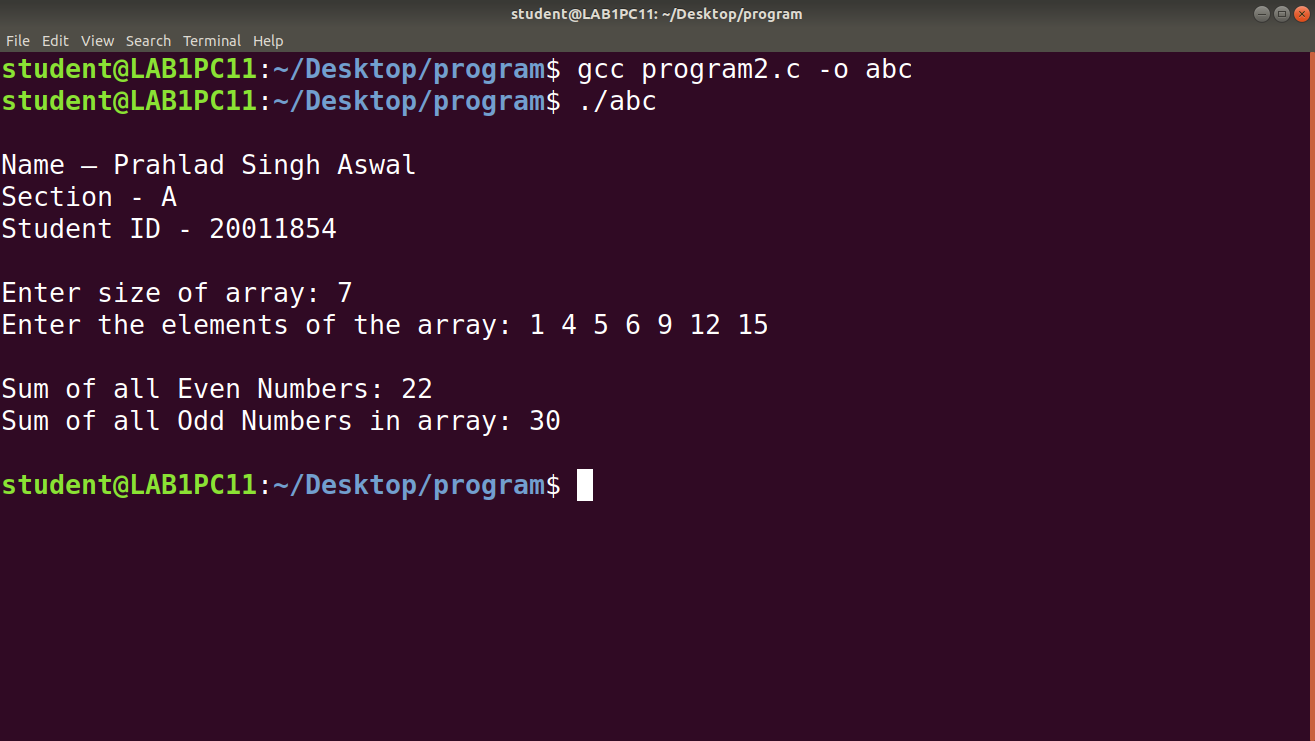 student@LAB1PC11: ~/Desktop/program
File Edit View Search Terminal Help
student@LAB1PC11:~/Desktop/program$ gcc program2.c -o abc
student@LAB1PC11:~/Desktop/program$ ./abc
Name – Prahlad Singh Aswal
Section - A
Student ID - 20011854
Enter size of array: 7
Enter the elements of the array: 1 4 5 6 9 12 15
Sum of all Even Numbers: 22
Sum of all Odd Numbers in array: 30
student@LAB1PC11:~/Desktop/program$